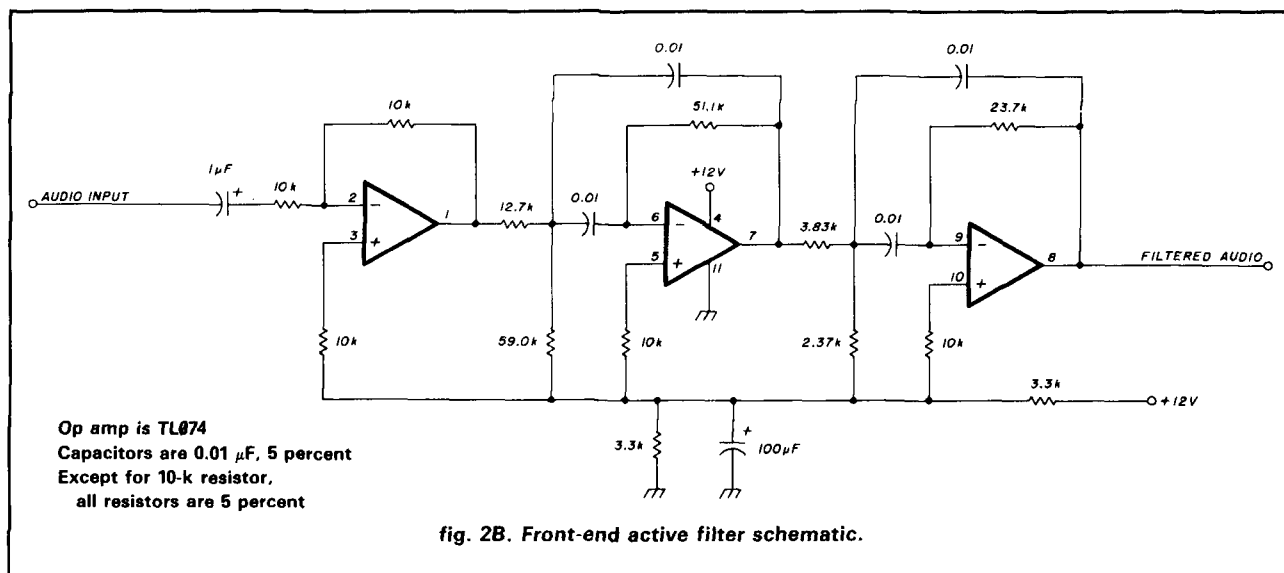 0.01
0.01
10k
51.1k
23.7k
1µF
+12V
AUDIO INPUT
+
10k
2
−
1
12.7k
0.01
6
−
4
7
3.83k
0.01
9
−
8
FILTERED AUDIO
3
+
5
+
11
10
+
10k
59.0k
10k
2.37k
10k
3.3k
+12V
3.3k
+
100µF
Op amp is TL074
Capacitors are 0.01 µF, 5 percent
Except for 10-k resistor,
all resistors are 5 percent
fig. 2B. Front-end active filter schematic.